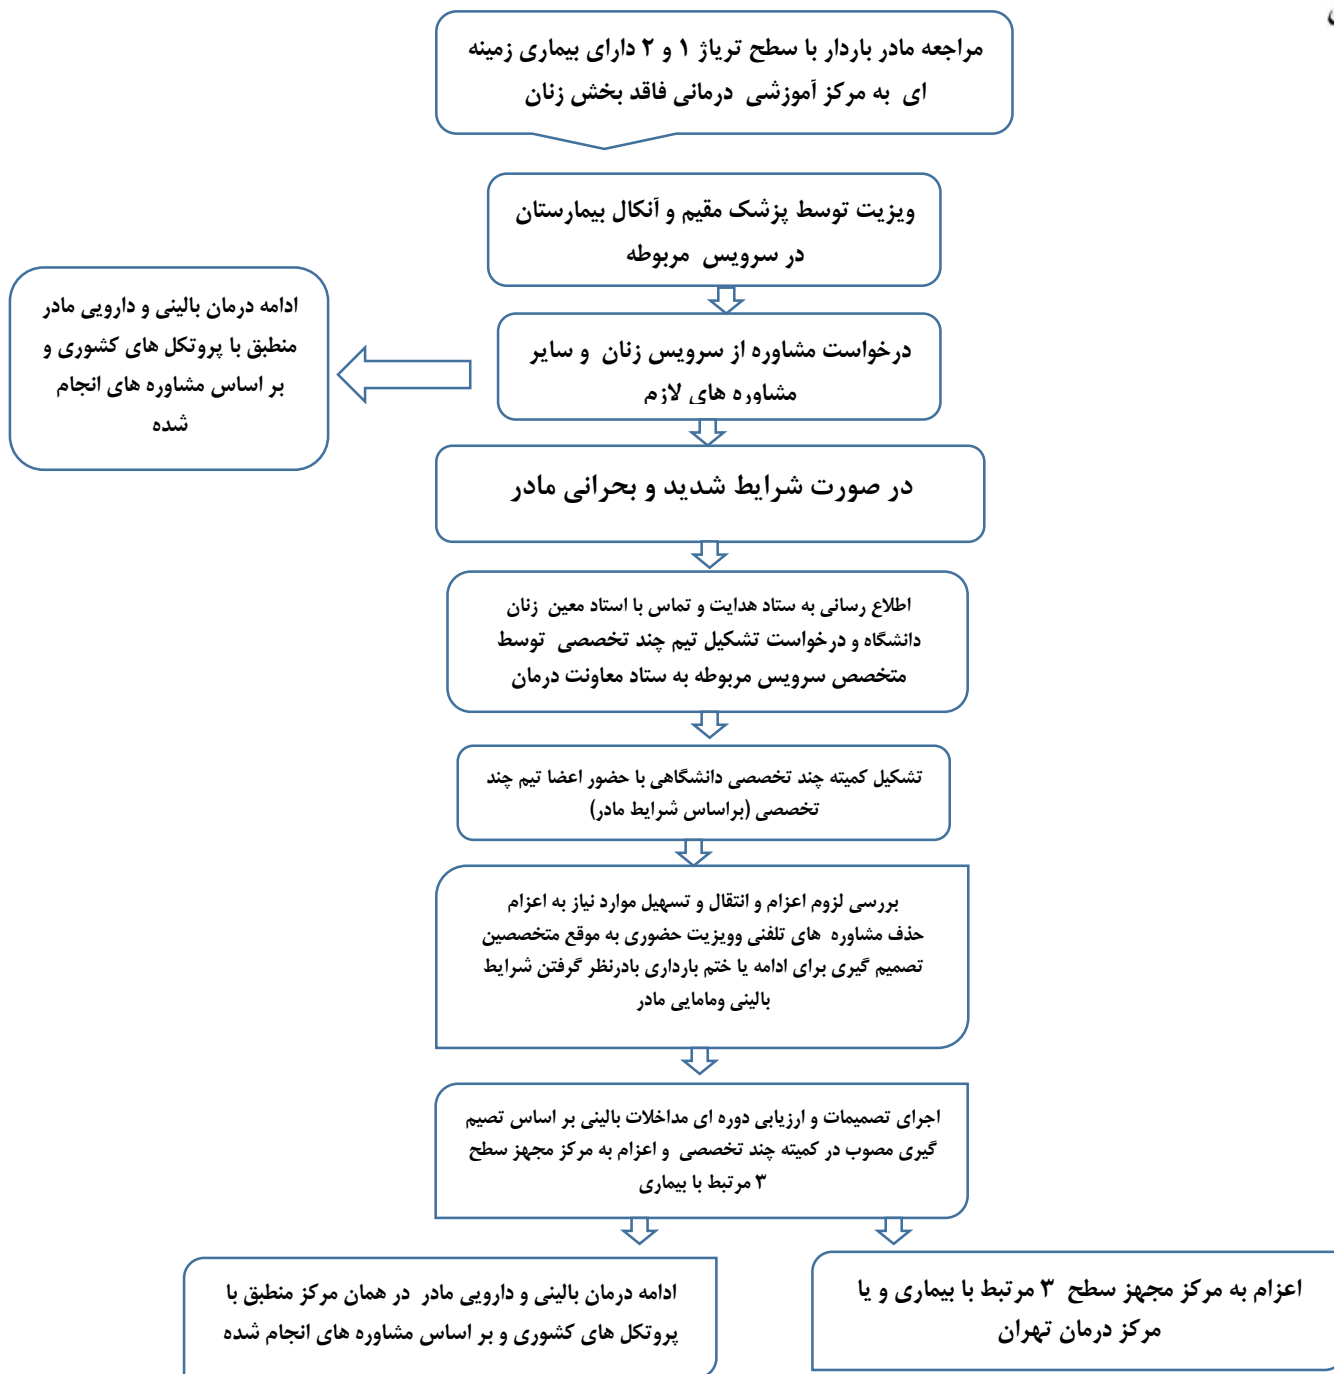 مراجعه مادر باردار با سطح تریاژ ۱ و ۲ دارای بیماری زمینه
ای به مرکز آموزشی درمانی فاقد بخش زنان
ویزیت توسط پزشک مقیم و آنکال بیمارستان
در سرویس مربوطه
درخواست مشاوره از سرویس زنان و سایر
مشاوره های لازم
ادامه درمان بالینی و دارویی مادر
منطبق با پروتکل های کشوری و
بر اساس مشاوره های انجام
شده
در صورت شرایط شدید و بحرانی مادر
اطلاع رسانی به ستاد هدایت و تماس با استاد معین زنان
دانشگاه و درخواست تشکیل تیم چند تخصصی توسط
متخصص سرویس مربوطه به ستاد معاونت درمان
تشکیل کمیته چند تخصصی دانشگاهی با حضور اعضا تیم چند
تخصصی (براساس شرایط مادر)
بررسی لزوم اعزام و انتقال و تسهیل موارد نیاز به اعزام
حذف مشاوره های تلفنی وویزیت حضوری به موقع متخصصین
تصمیم گیری برای ادامه یا ختم بارداری بادرنظر گرفتن شرایط
بالینی ومامایی مادر
اجرای تصمیمات و ارزیابی دوره ای مداخلات بالینی بر اساس تصیم
گیری مصوب در کمیته چند تخصصی و اعزام به مرکز مجهز سطح
۳ مرتبط با بیماری
اعزام به مرکز مجهز سطح ۳ مرتبط با بیماری و یا
مرکز درمان تهران
ادامه درمان بالینی و دارویی مادر در همان مرکز منطبق با
پروتکل های کشوری و بر اساس مشاوره های انجام شده